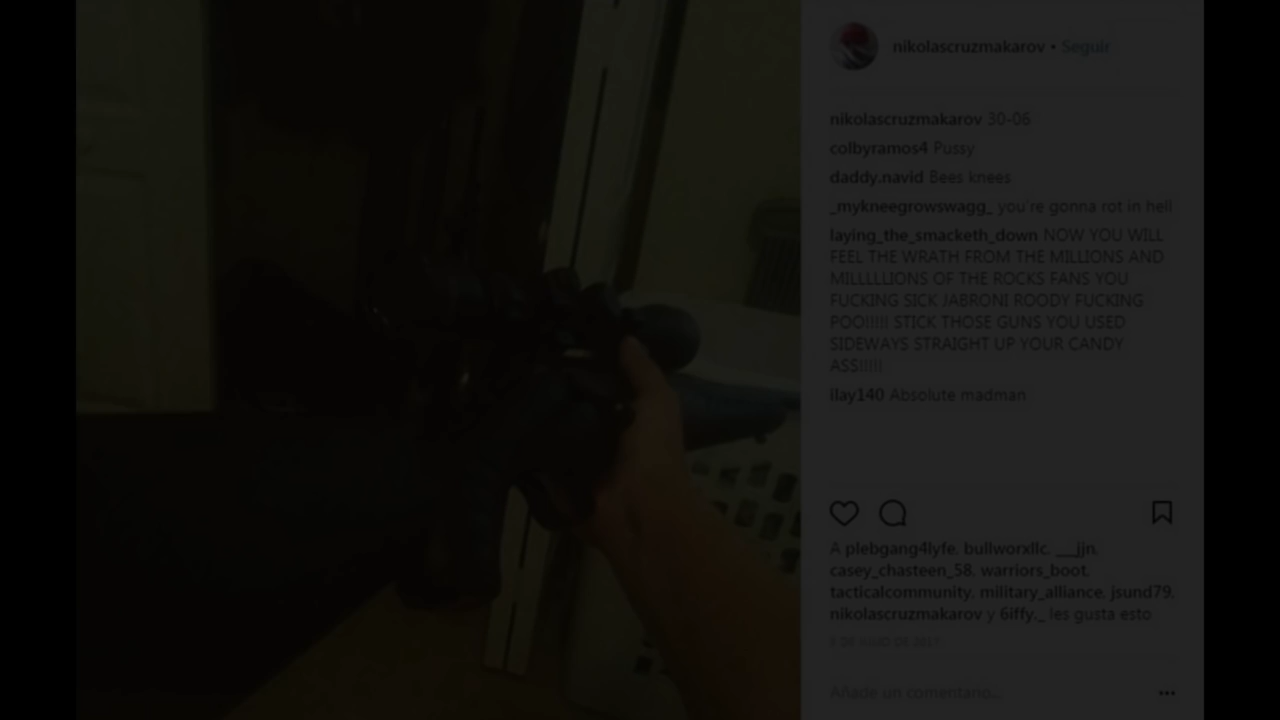 nikolascruzmakarov • Seguir
nikolascruzmakarov 30-06
colbyramos4 Pussy
daddy.navid Bees knees
_mykneegrowswagg_ you're gonna rot in hell
laying_the_smacketh_down NOW YOU WILL
FEEL THE WRATH FROM THE MILLIONS AND
MILLLLLIONS OF THE ROCKS FANS YOU
FUCKING SICK JABRONI ROODY FUCKING
POO!!!!! STICK THOSE GUNS YOU USED
SIDEWAYS STRAIGHT UP YOUR CANDY
ASS!!!!!
ilay140 Absolute madman
A plebgang4lyfe, bullworxllc, ___jjn,
casey_chasteen_58, warriors_boot,
tacticalcommunity, military_alliance, jsund79,
nikolascruzmakarov y 6iffy._ les gusta esto
DE 2017
Añade un comentario...